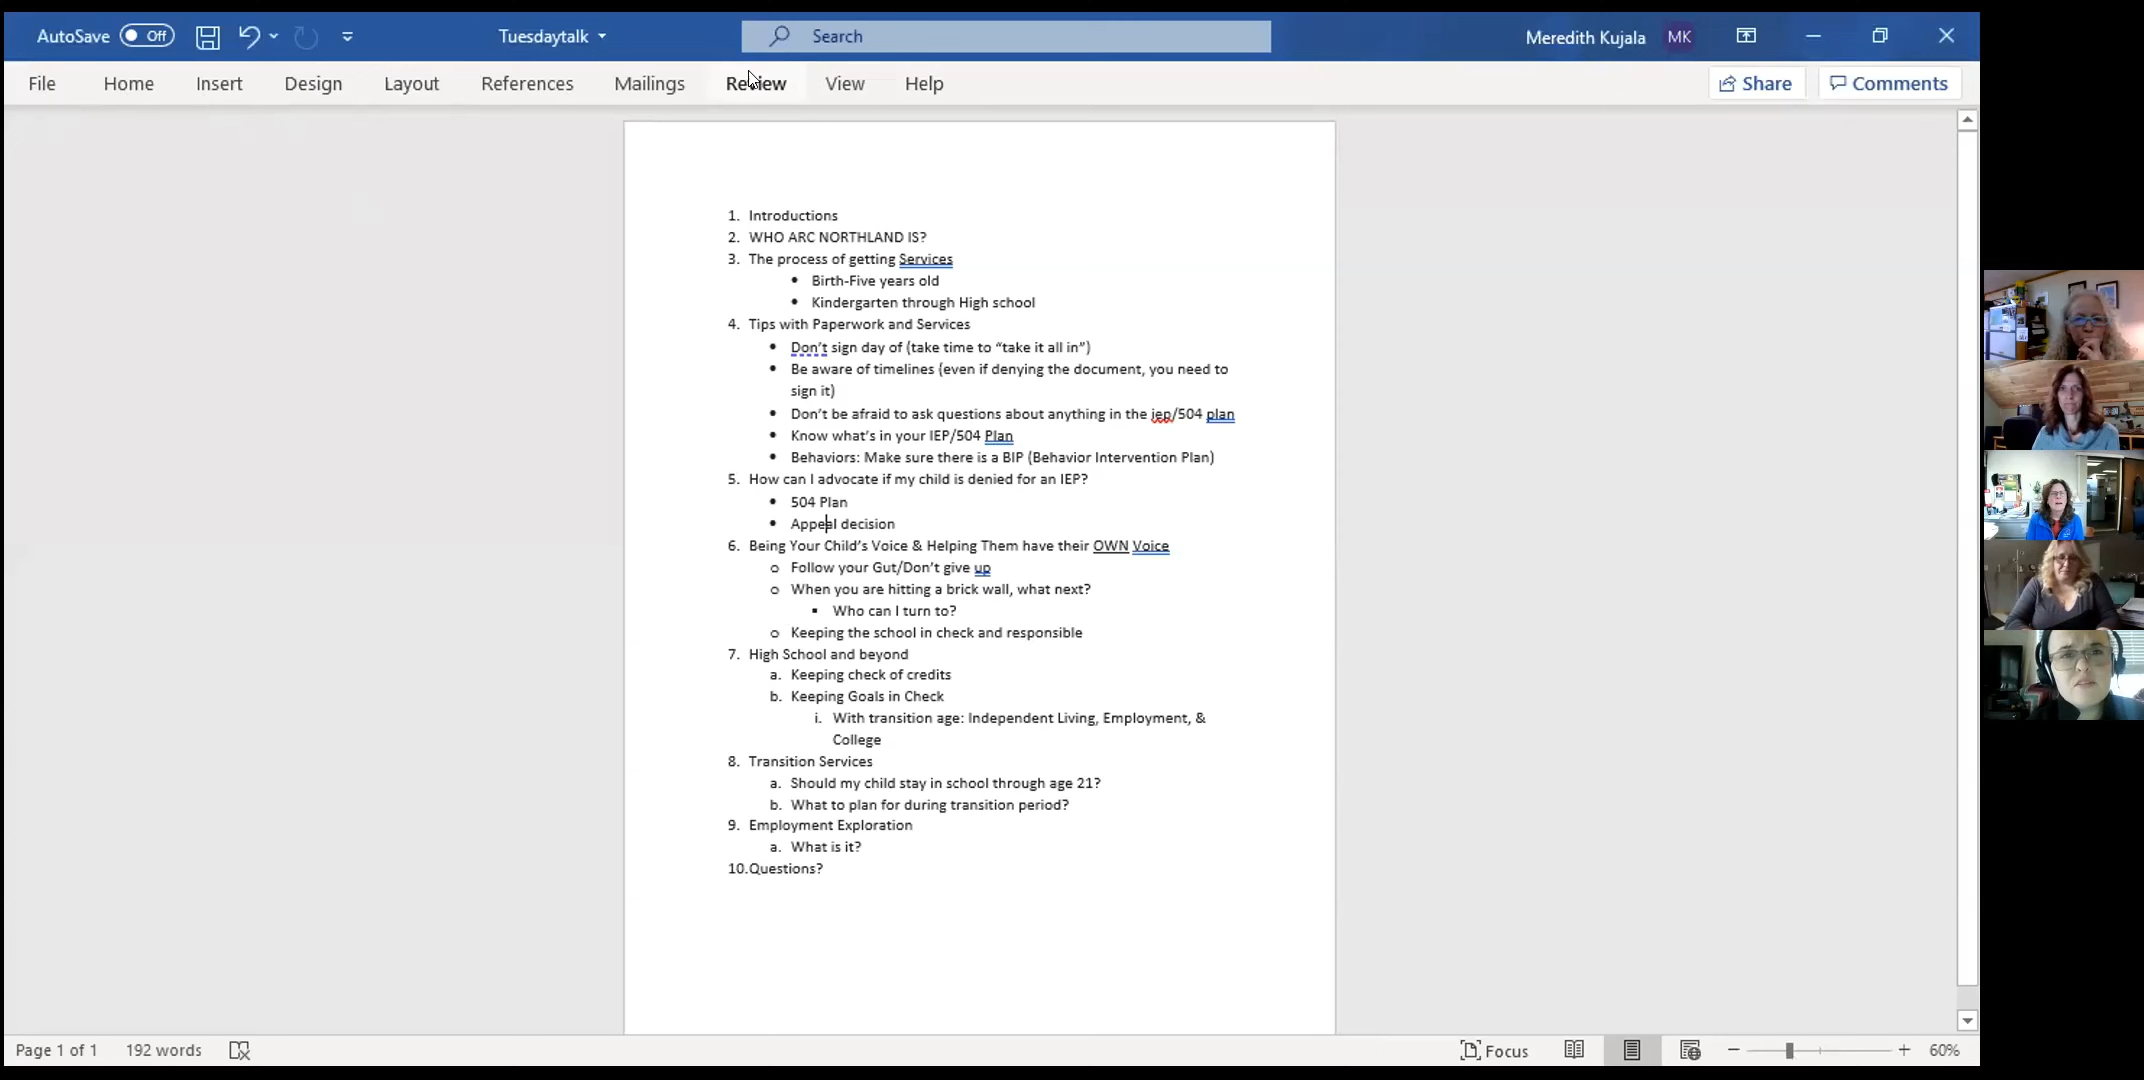 AutoSave Off Tuesdaytalk Search Meredith Kujala MK
File Home Insert Design Layout References Mailings Review View Help Share Comments
1. Introductions
2. WHO ARC NORTHLAND IS?
3. The process of getting Services
• Birth-Five years old
• Kindergarten through High school
4. Tips with Paperwork and Services
• Don’t sign day of (take time to “take it all in”)
• Be aware of timelines (even if denying the document, you need to
sign it)
• Don’t be afraid to ask questions about anything in the iep/504 plan
• Know what’s in your IEP/504 Plan
• Behaviors: Make sure there is a BIP (Behavior Intervention Plan)
5. How can I advocate if my child is denied for an IEP?
• 504 Plan
• Appeal decision
6. Being Your Child’s Voice & Helping Them have their OWN Voice
o Follow your Gut/Don’t give up
o When you are hitting a brick wall, what next?
▪ Who can I turn to?
o Keeping the school in check and responsible
7. High School and beyond
a. Keeping check of credits
b. Keeping Goals in Check
i. With transition age: Independent Living, Employment, &
College
8. Transition Services
a. Should my child stay in school through age 21?
b. What to plan for during transition period?
9. Employment Exploration
a. What is it?
10.Questions?
Page 1 of 1 192 words Focus 60%